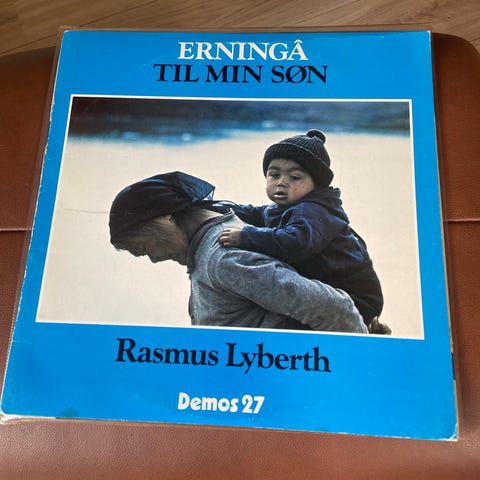 ERNINGÂ
TIL MIN SØN
Rasmus Lyberth
Demos 27